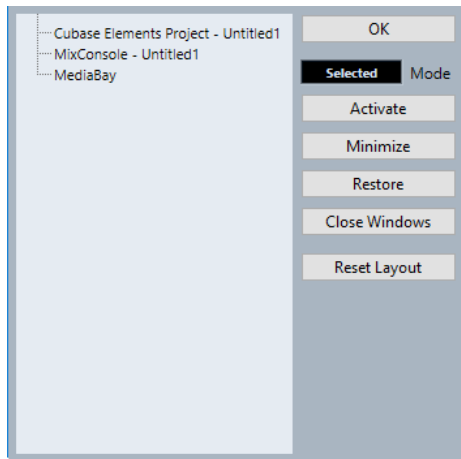 Cubase Elements Project - Untitled1
MixConsole - Untitled1
MediaBay
OK
Selected Mode
Activate
Minimize
Restore
Close Windows
Reset Layout